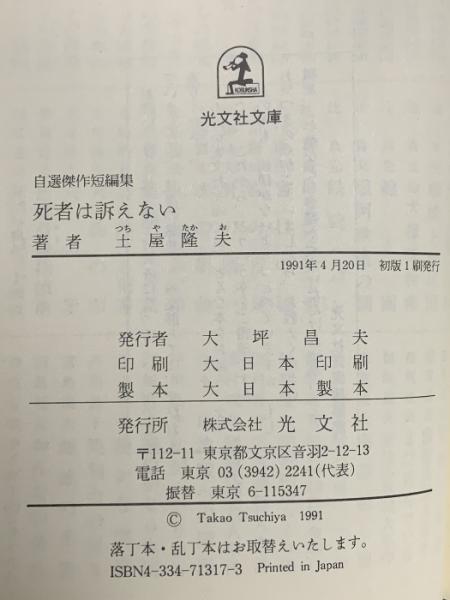 KOBUNSHA
光文社文庫
自選傑作短編集
死者は訴えない
つち や たか お
著者 土屋隆夫
1991年4月20日 初版1刷発行
発行者 大坪昌夫
印刷 大日本印刷
製本 大日本製本
発行所 株式会社 光文社
〒112-11 東京都文京区音羽2-12-13
電話 東京 03 (3942) 2241(代表)
振替 東京 6-115347
© Takao Tsuchiya 1991
落丁本・乱丁本はお取替えいたします。
ISBN4-334-71317-3 Printed in Japan